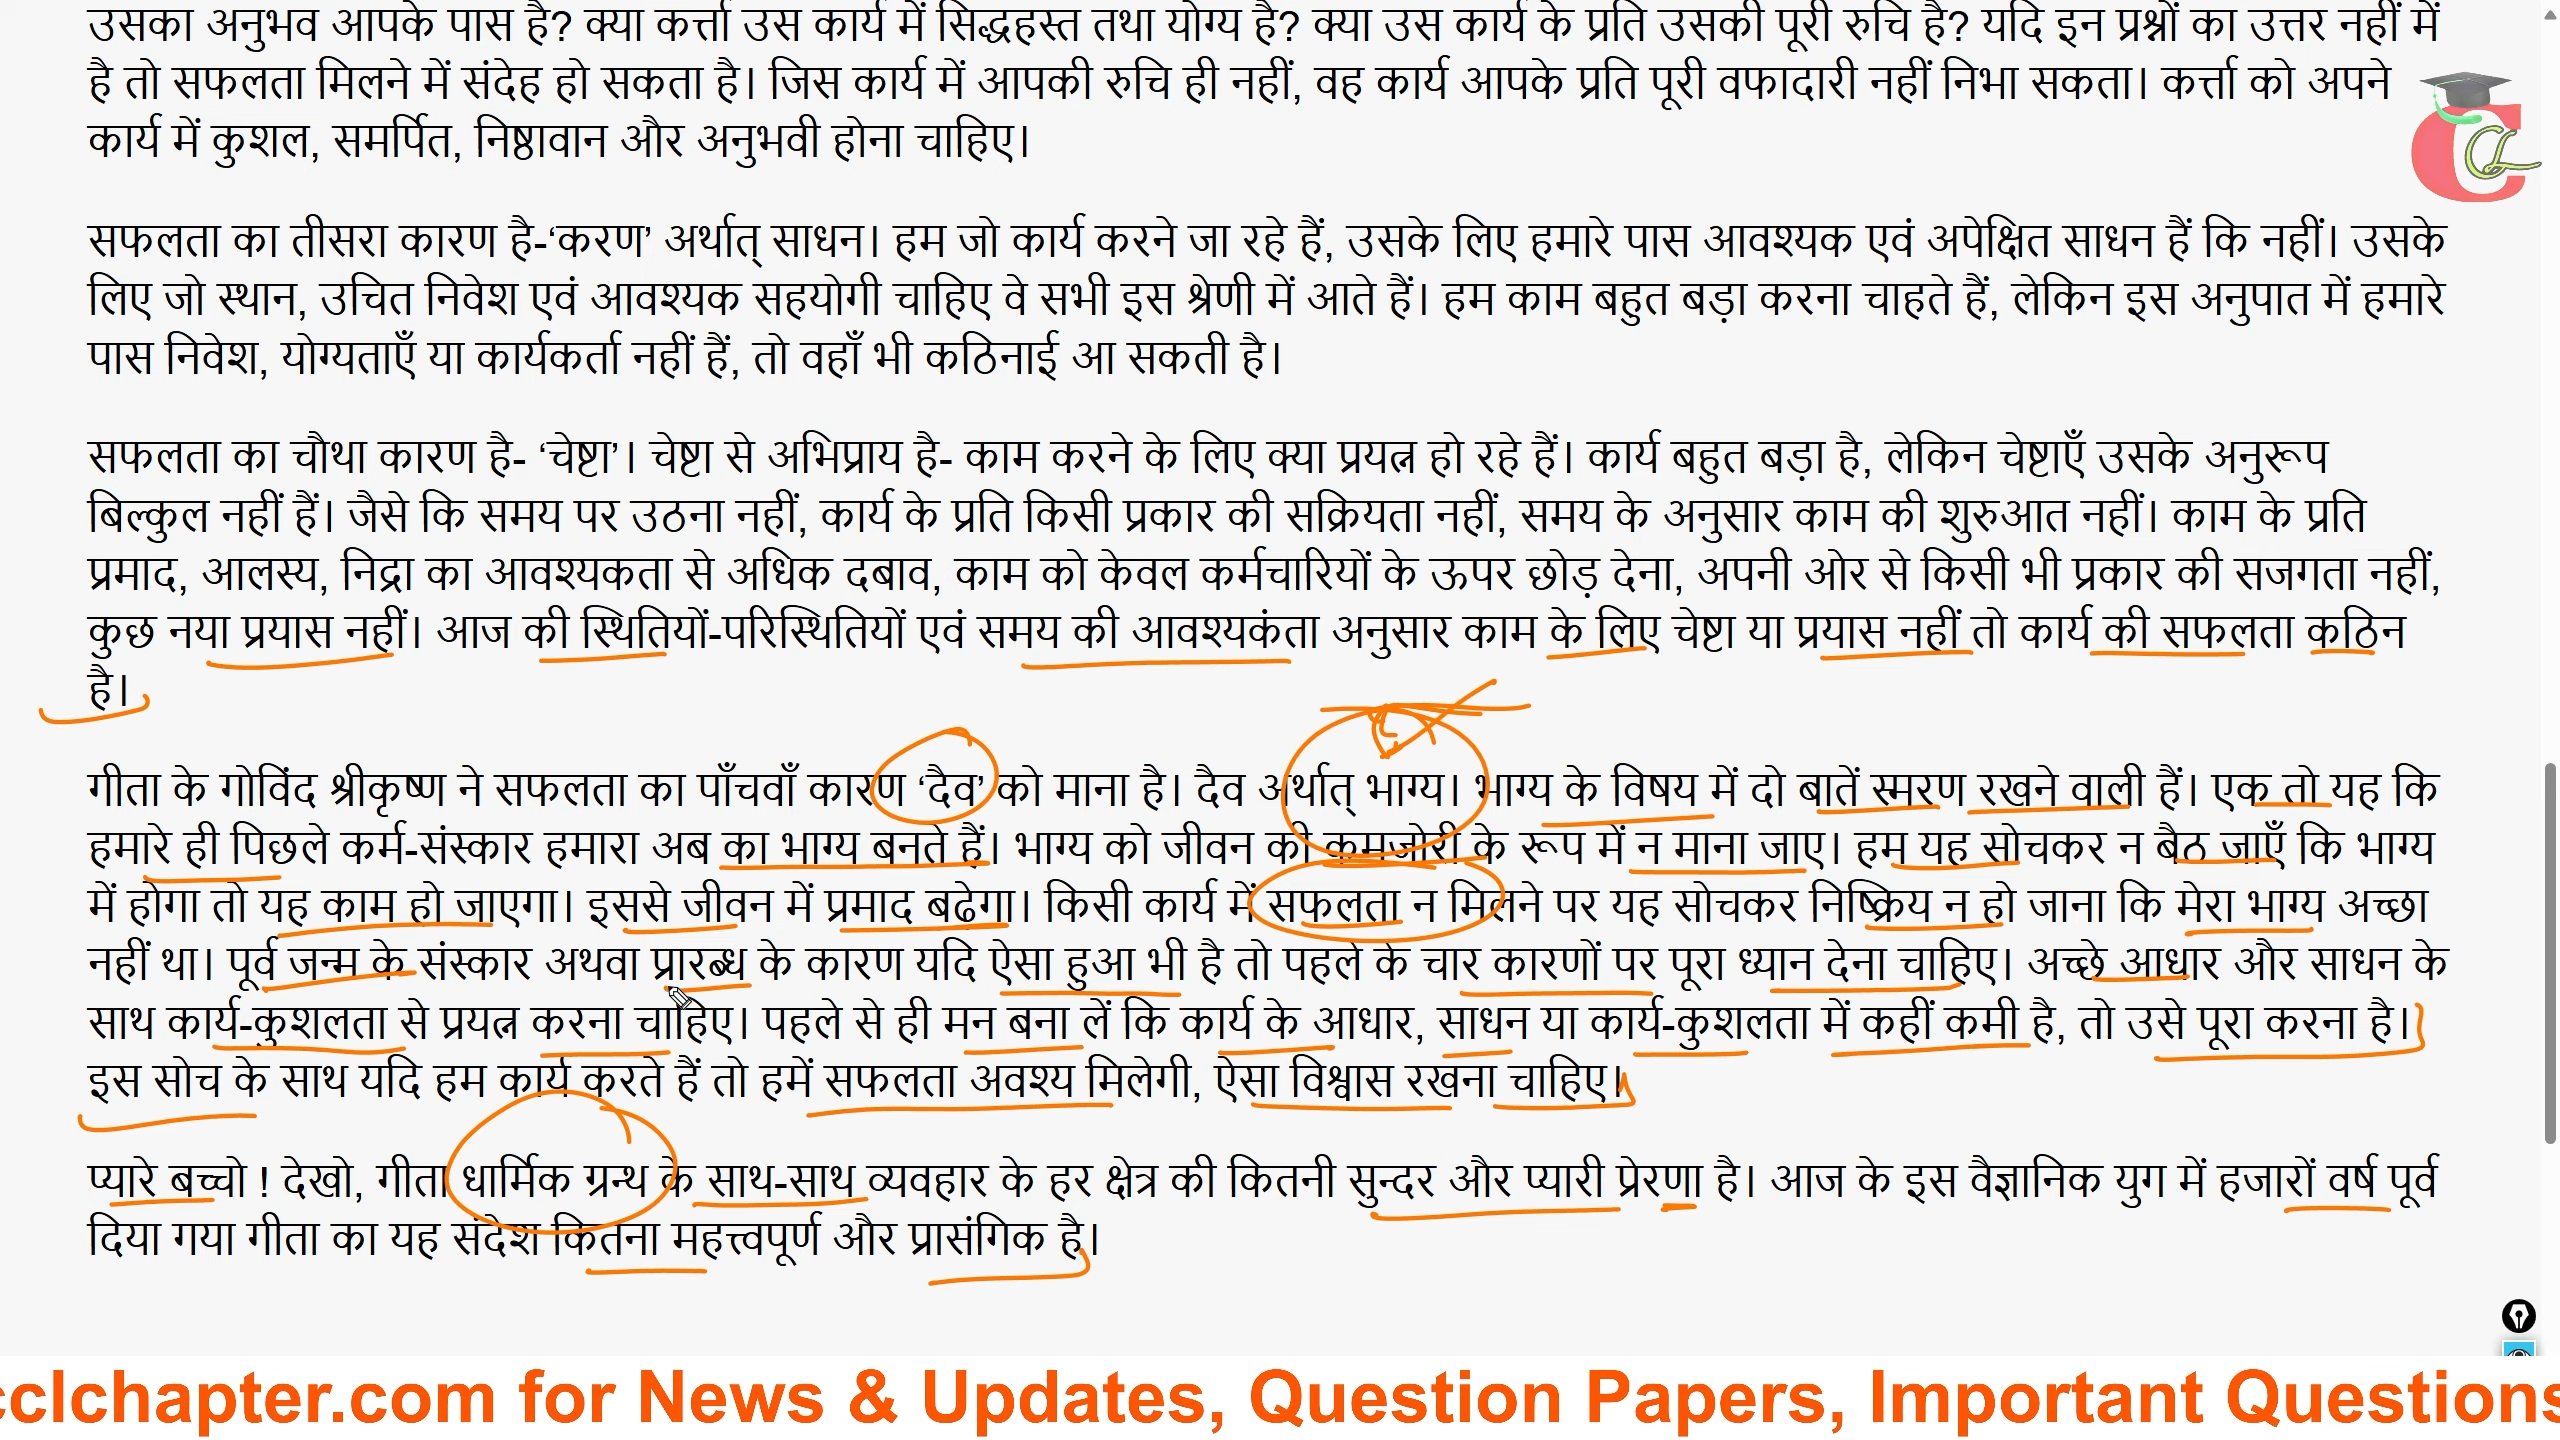 उसका अनुभव आपके पास है? क्या कर्त्ता उस कार्य में सिद्धहस्त तथा योग्य है? क्या उस कार्य के प्रति उसकी पूरी रुचि है? यदि इन प्रश्नों का उत्तर नहीं में
है तो सफलता मिलने में संदेह हो सकता है। जिस कार्य में आपकी रुचि ही नहीं, वह कार्य आपके प्रति पूरी वफादारी नहीं निभा सकता। कर्त्ता को अपने
कार्य में कुशल, समर्पित, निष्ठावान और अनुभवी होना चाहिए।
सफलता का तीसरा कारण है-‘करण’ अर्थात् साधन। हम जो कार्य करने जा रहे हैं, उसके लिए हमारे पास आवश्यक एवं अपेक्षित साधन हैं कि नहीं। उसके
लिए जो स्थान, उचित निवेश एवं आवश्यक सहयोगी चाहिए वे सभी इस श्रेणी में आते हैं। हम काम बहुत बड़ा करना चाहते हैं, लेकिन इस अनुपात में हमारे
पास निवेश, योग्यताएँ या कार्यकर्ता नहीं हैं, तो वहाँ भी कठिनाई आ सकती है।
सफलता का चौथा कारण है- ‘चेष्टा’। चेष्टा से अभिप्राय है- काम करने के लिए क्या प्रयत्न हो रहे हैं। कार्य बहुत बड़ा है, लेकिन चेष्टाएँ उसके अनुरूप
बिल्कुल नहीं हैं। जैसे कि समय पर उठना नहीं, कार्य के प्रति किसी प्रकार की सक्रियता नहीं, समय के अनुसार काम की शुरुआत नहीं। काम के प्रति
प्रमाद, आलस्य, निद्रा का आवश्यकता से अधिक दबाव, काम को केवल कर्मचारियों के ऊपर छोड़ देना, अपनी ओर से किसी भी प्रकार की सजगता नहीं,
कुछ नया प्रयास नहीं। आज की स्थितियों-परिस्थितियों एवं समय की आवश्यकंता अनुसार काम के लिए चेष्टा या प्रयास नहीं तो कार्य की सफलता कठिन
है।
गीता के गोविंद श्रीकृष्ण ने सफलता का पाँचवाँ कारण ‘दैव’ को माना है। दैव अर्थात् भाग्य। भाग्य के विषय में दो बातें स्मरण रखने वाली हैं। एक तो यह कि
हमारे ही पिछले कर्म-संस्कार हमारा अब का भाग्य बनते हैं। भाग्य को जीवन की कमजोरी के रूप में न माना जाए। हम यह सोचकर न बैठ जाएँ कि भाग्य
में होगा तो यह काम हो जाएगा। इससे जीवन में प्रमाद बढ़ेगा। किसी कार्य में सफलता न मिलने पर यह सोचकर निष्क्रिय न हो जाना कि मेरा भाग्य अच्छा
नहीं था। पूर्व जन्म के संस्कार अथवा प्रारब्ध के कारण यदि ऐसा हुआ भी है तो पहले के चार कारणों पर पूरा ध्यान देना चाहिए। अच्छे आधार और साधन के
साथ कार्य-कुशलता से प्रयत्न करना चाहिए। पहले से ही मन बना लें कि कार्य के आधार, साधन या कार्य-कुशलता में कहीं कमी है, तो उसे पूरा करना है।
इस सोच के साथ यदि हम कार्य करते हैं तो हमें सफलता अवश्य मिलेगी, ऐसा विश्वास रखना चाहिए।
प्यारे बच्चो ! देखो, गीता धार्मिक ग्रन्थ के साथ-साथ व्यवहार के हर क्षेत्र की कितनी सुन्दर और प्यारी प्रेरणा है। आज के इस वैज्ञानिक युग में हजारों वर्ष पूर्व
दिया गया गीता का यह संदेश कितना महत्त्वपूर्ण और प्रासंगिक है।
cclchapter.com for News & Updates, Question Papers, Important Questions